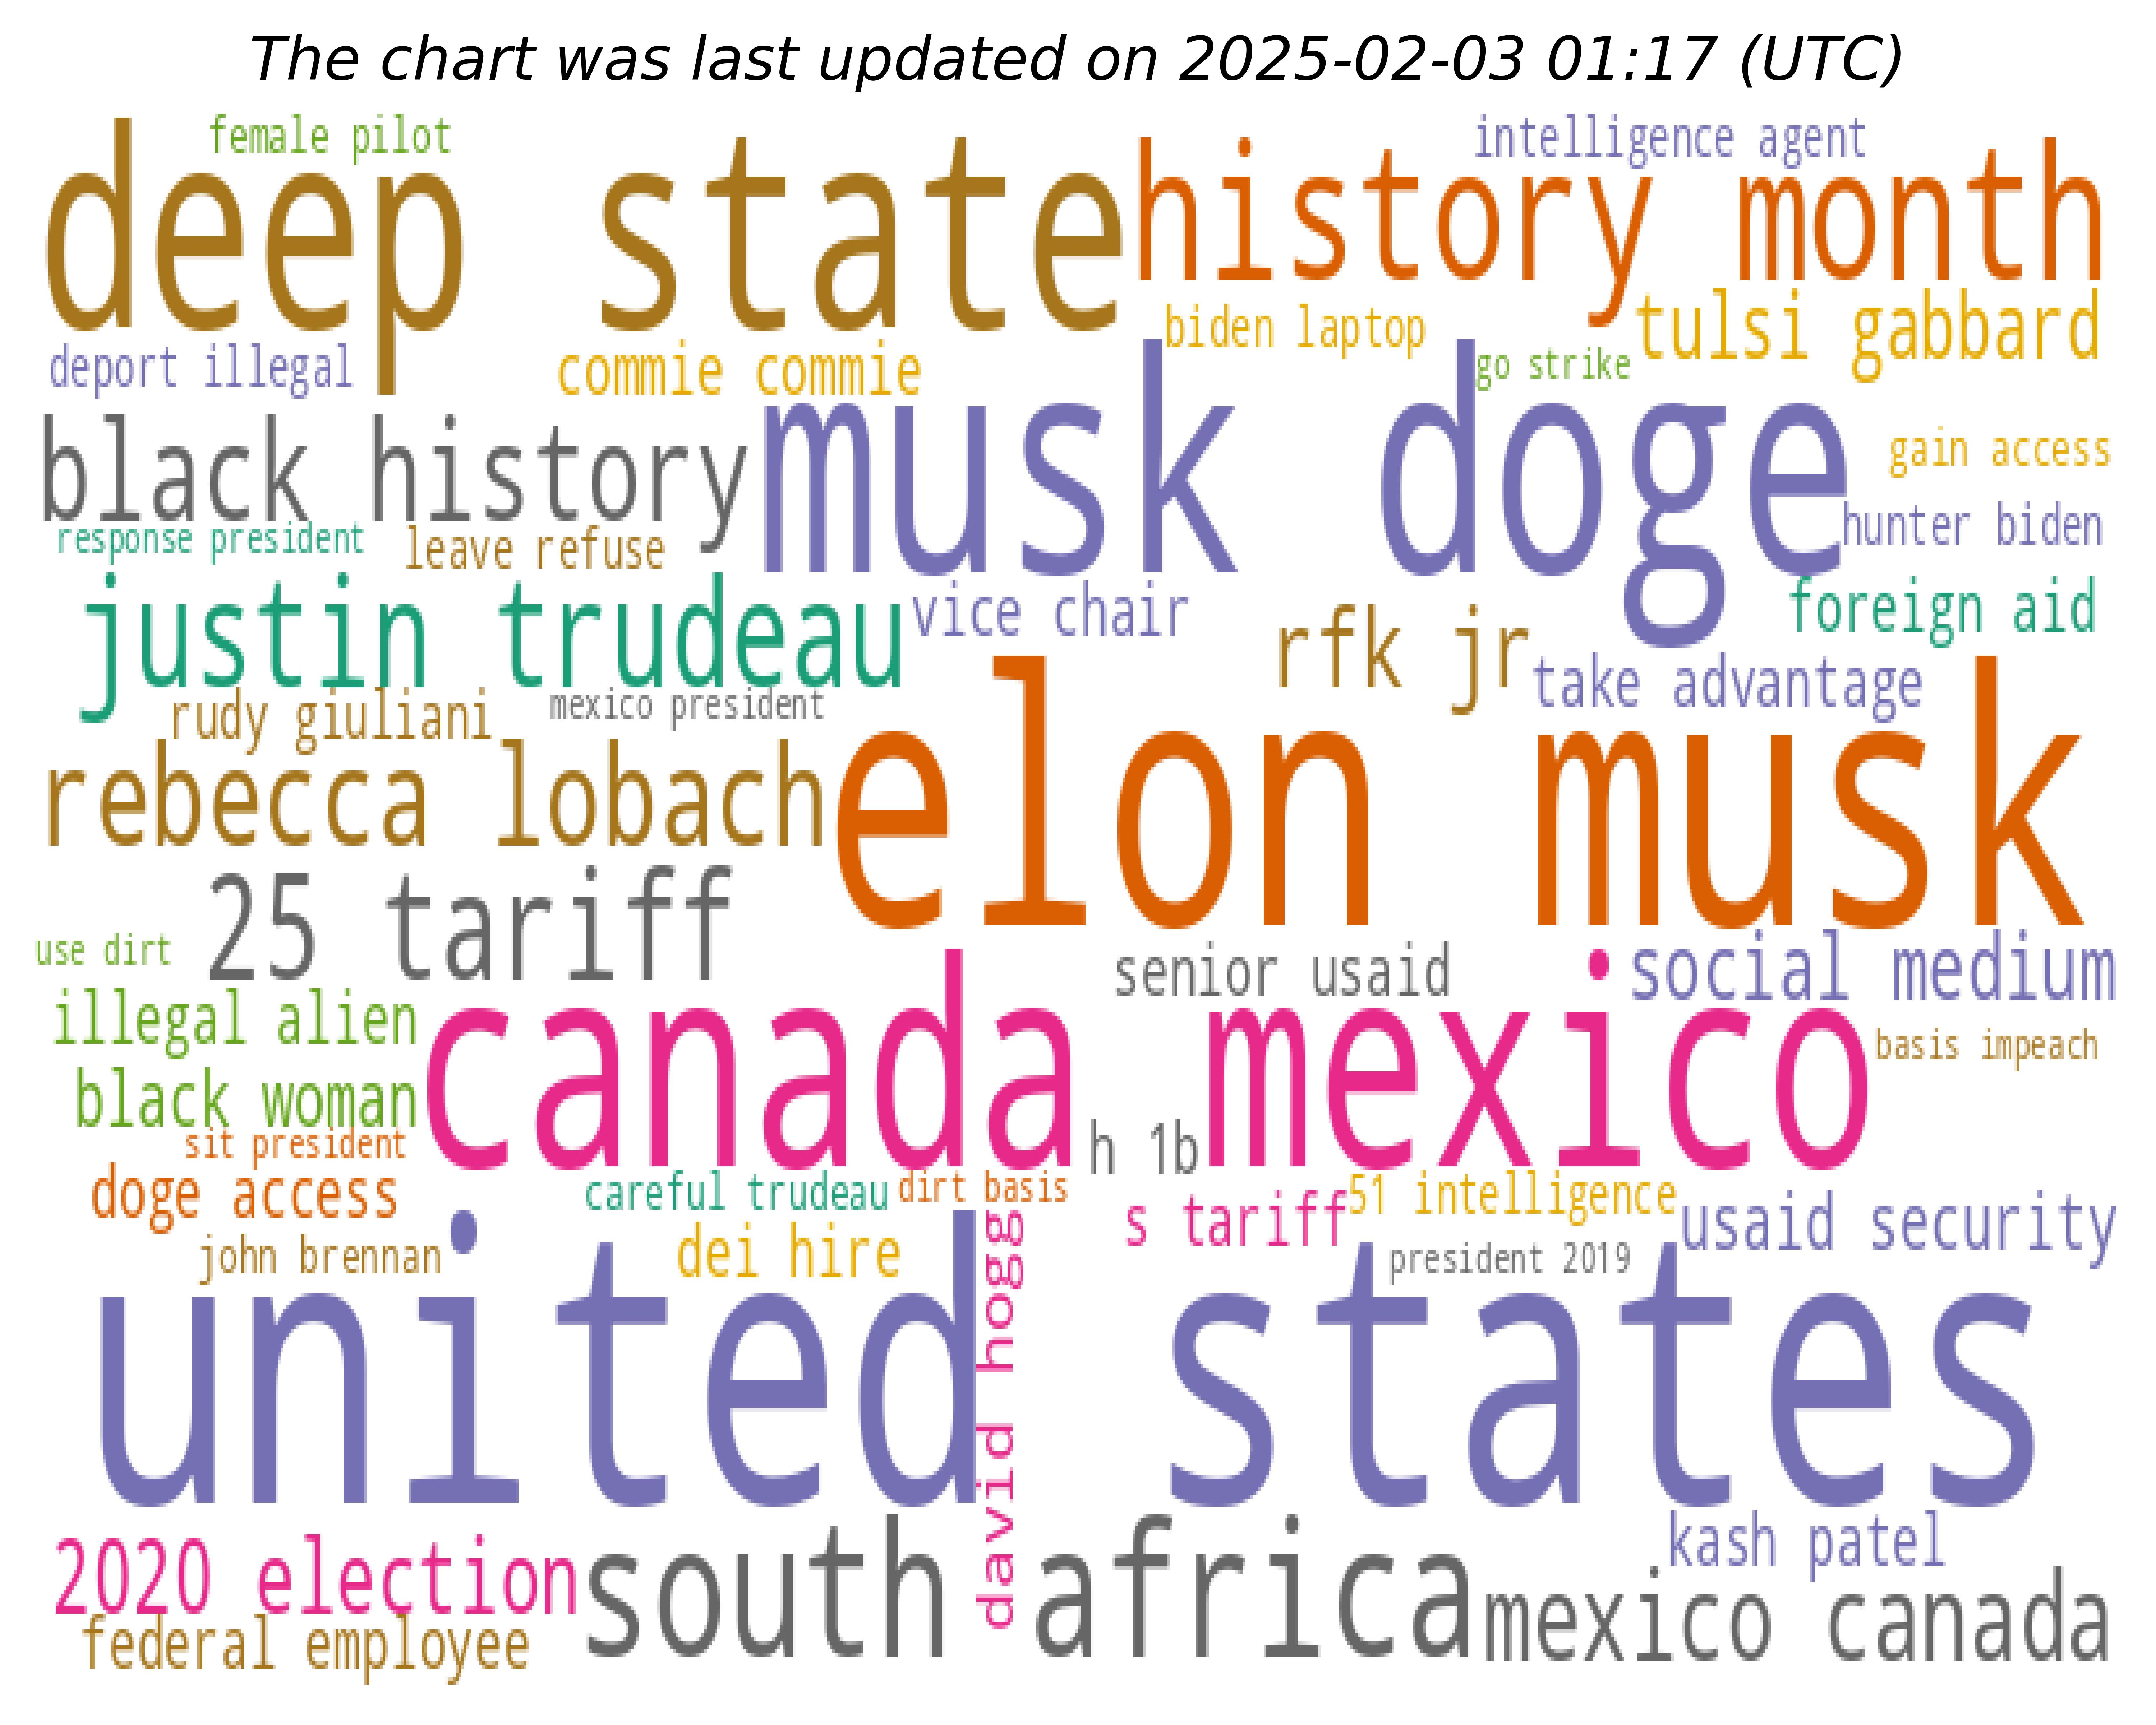 The chart was last updated on 2025-02-03 01:17 (UTC)
female pilot
intelligence agent
deep state
history month
biden laptop
tulsi gabbard
deport illegal
commie commie
go strike
black history
musk doge
gain access
response president
leave refuse
hunter biden
justin trudeau
vice chair
rfk jr
foreign aid
take advantage
rudy giuliani
mexico president
rebecca lobach
elon musk
25 tariff
use dirt
senior usaid
social medium
illegal alien
canada mexico
basis impeach
black woman
sit president
h 1b
doge access
careful trudeau
dirt basis
s tariff
51 intelligence
usaid security
john brennan
dei hire
david hogg
president 2019
united states
2020 election
south africa
kash patel
federal employee
mexico canada